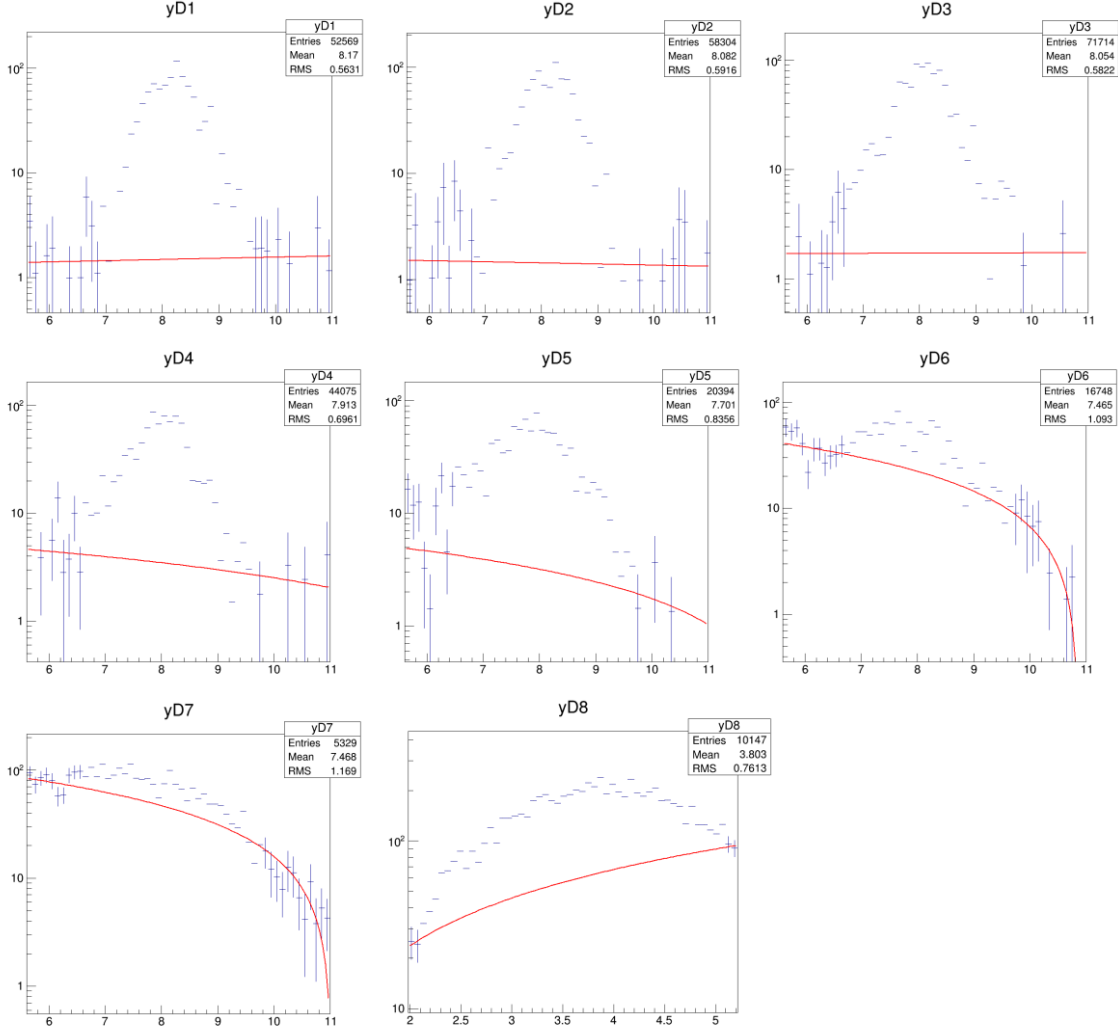 yD1
yD1
Entries 52569
Mean 8.17
RMS 0.5631
10²
10
1
6 7 8 9 10 11
yD2
yD2
Entries 58304
Mean 8.082
RMS 0.5916
10²
10
1
6 7 8 9 10 11
yD3
yD3
Entries 71714
Mean 8.054
RMS 0.5822
10²
10
1
6 7 8 9 10 11
yD4
yD4
Entries 44075
Mean 7.913
RMS 0.6961
10²
10
1
6 7 8 9 10 11
yD5
yD5
Entries 20394
Mean 7.701
RMS 0.8356
10²
10
1
6 7 8 9 10 11
yD6
yD6
Entries 16748
Mean 7.465
RMS 1.093
10²
10
1
6 7 8 9 10 11
yD7
yD7
Entries 5329
Mean 7.468
RMS 1.169
10²
10
1
6 7 8 9 10 11
yD8
yD8
Entries 10147
Mean 3.803
RMS 0.7613
10²
10
2 2.5 3 3.5 4 4.5 5